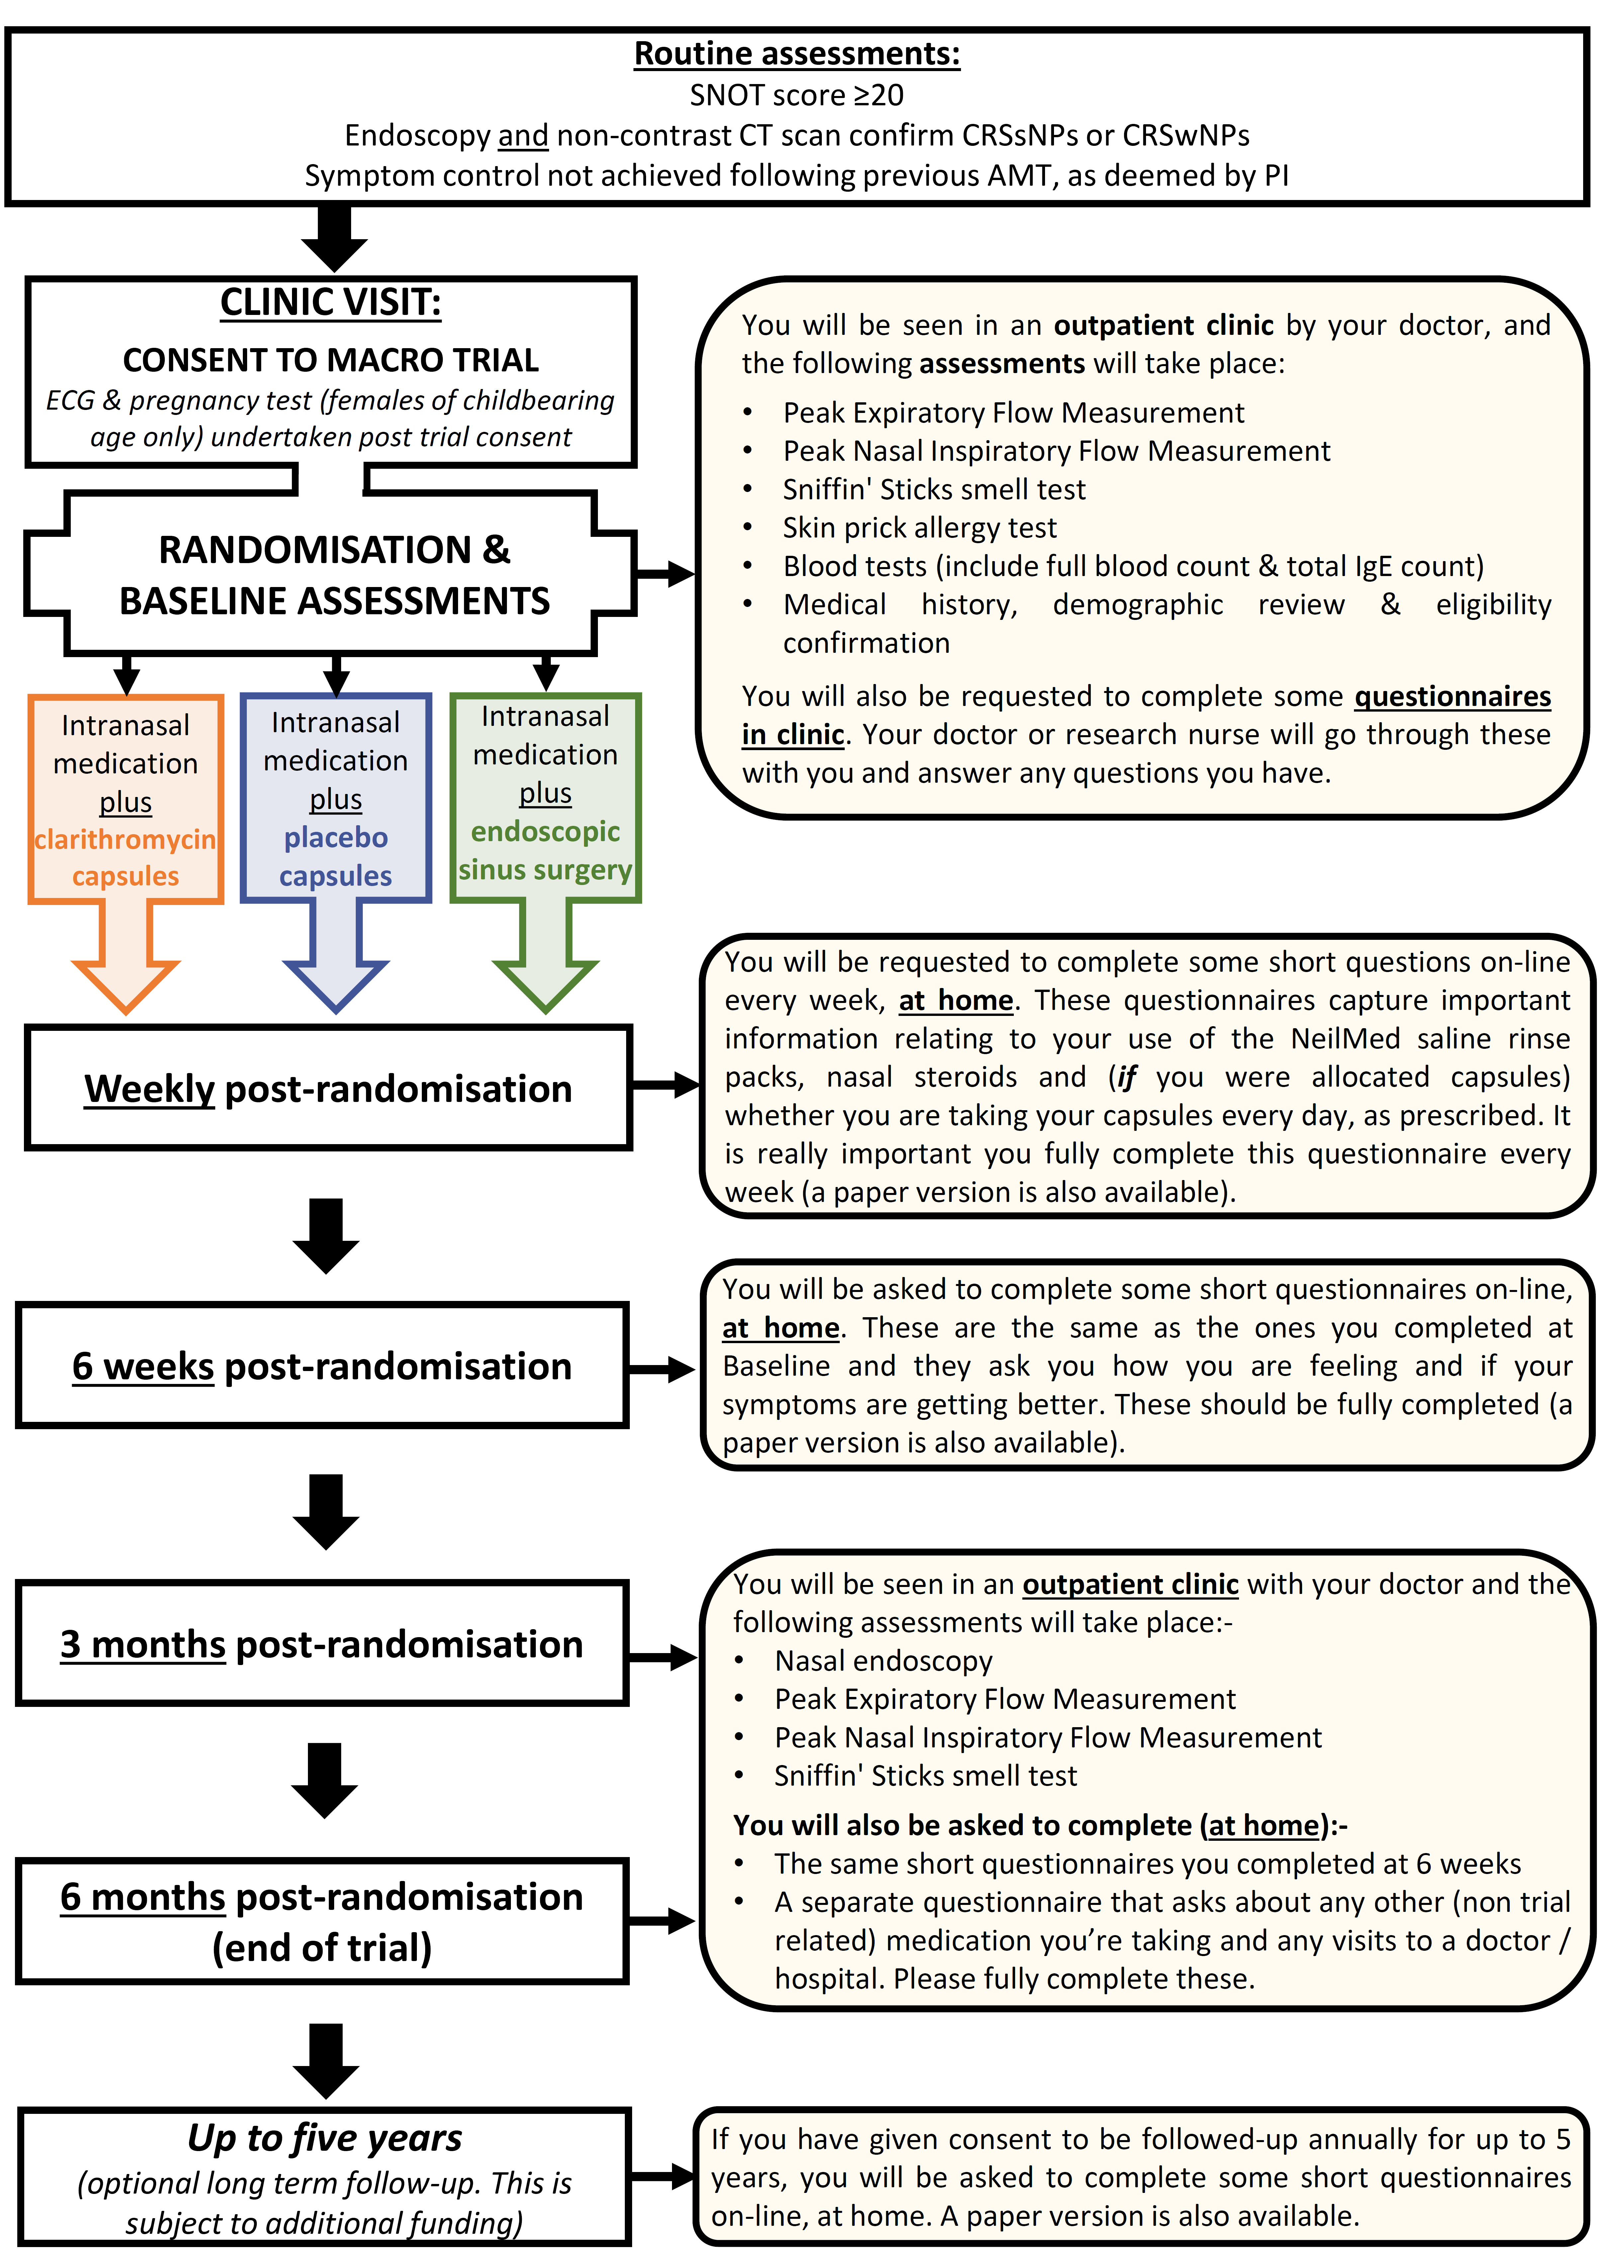 Routine assessments:
SNOT score ≥20
Endoscopy and non-contrast CT scan confirm CRSsNPs or CRSwNPs
Symptom control not achieved following previous AMT, as deemed by PI
CLINIC VISIT:
CONSENT TO MACRO TRIAL
ECG & pregnancy test (females of childbearing
age only) undertaken post trial consent
RANDOMISATION &
BASELINE ASSESSMENTS
You will be seen in an outpatient clinic by your doctor, and
the following assessments will take place:
• Peak Expiratory Flow Measurement
• Peak Nasal Inspiratory Flow Measurement
• Sniffin' Sticks smell test
• Skin prick allergy test
• Blood tests (include full blood count & total IgE count)
• Medical history, demographic review & eligibility
confirmation
You will also be requested to complete some questionnaires
in clinic. Your doctor or research nurse will go through these
with you and answer any questions you have.
Intranasal
medication
plus
clarithromycin
capsules
Intranasal
medication
plus
placebo
capsules
Intranasal
medication
plus
endoscopic
sinus surgery
Weekly post-randomisation
You will be requested to complete some short questions on-line
every week, at home. These questionnaires capture important
information relating to your use of the NeilMed saline rinse
packs, nasal steroids and (if you were allocated capsules)
whether you are taking your capsules every day, as prescribed. It
is really important you fully complete this questionnaire every
week (a paper version is also available).
6 weeks post-randomisation
You will be asked to complete some short questionnaires on-line,
at home. These are the same as the ones you completed at
Baseline and they ask you how you are feeling and if your
symptoms are getting better. These should be fully completed (a
paper version is also available).
3 months post-randomisation
6 months post-randomisation
(end of trial)
You will be seen in an outpatient clinic with your doctor and the
following assessments will take place:-
• Nasal endoscopy
• Peak Expiratory Flow Measurement
• Peak Nasal Inspiratory Flow Measurement
• Sniffin' Sticks smell test
You will also be asked to complete (at home):-
• The same short questionnaires you completed at 6 weeks
• A separate questionnaire that asks about any other (non trial
related) medication you're taking and any visits to a doctor /
hospital. Please fully complete these.
Up to five years
(optional long term follow-up. This is
subject to additional funding)
If you have given consent to be followed-up annually for up to 5
years, you will be asked to complete some short questionnaires
on-line, at home. A paper version is also available.